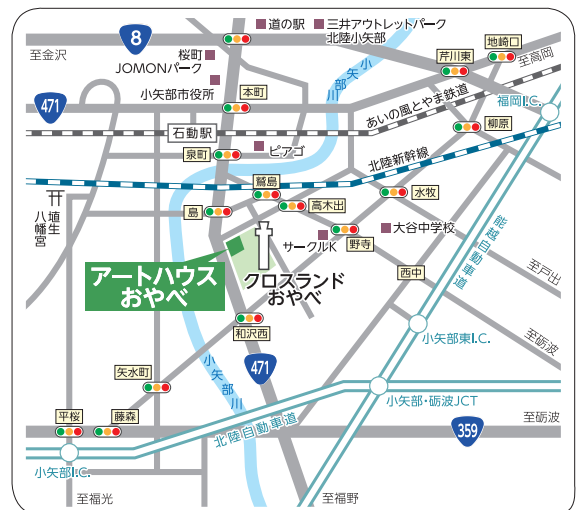 8
道の駅
三井アウトレットパーク
北陸小矢部
地崎口
至金沢
桜町
JOMONパーク
芹川東
至高岡
小矢部川
小矢部市役所
471
本町
あいの風とやま鉄道
福岡I.C.
石動駅
柳原
泉町
ピアゴ
北陸新幹線
鷲島
水牧
埴生
八幡宮
島
高木出
大谷中学校
能越自動車道
サークルK
野寺
アートハウス
おやべ
クロスランド
おやべ
西中
至戸出
和沢西
小矢部東I.C.
至砺波
小矢部川
471
矢水町
小矢部・砺波JCT
平桜
藤森
北陸自動車道
359
至砺波
小矢部I.C.
至福光
至福野